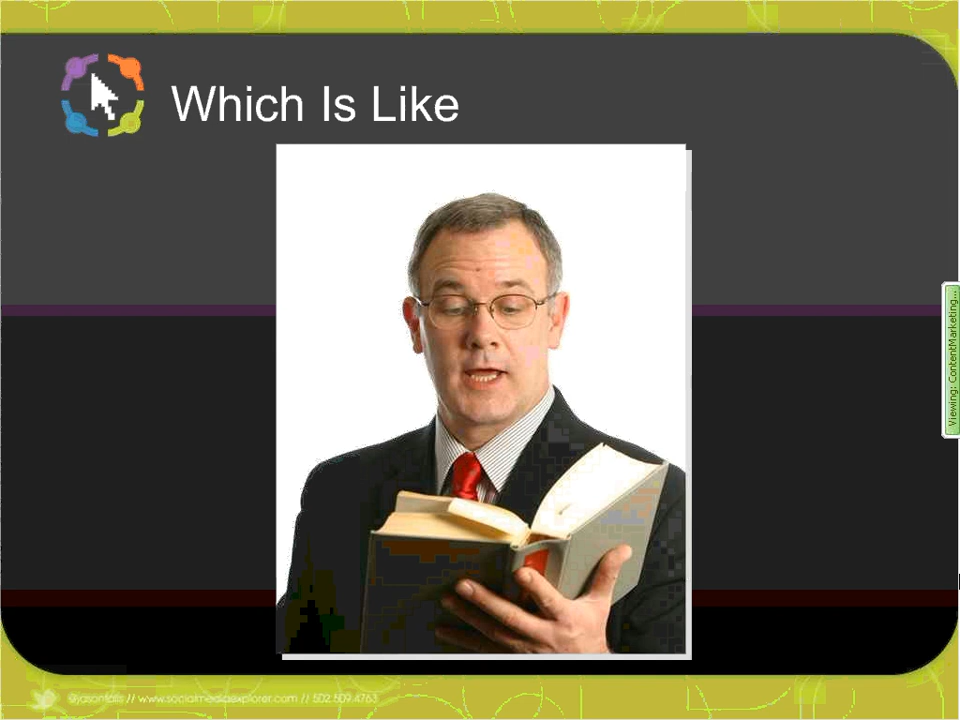 Which Is Like
Viewing: ContentMarketing...
@jasonfalls // www.socialmediaexplorer.com // 502.509.4763